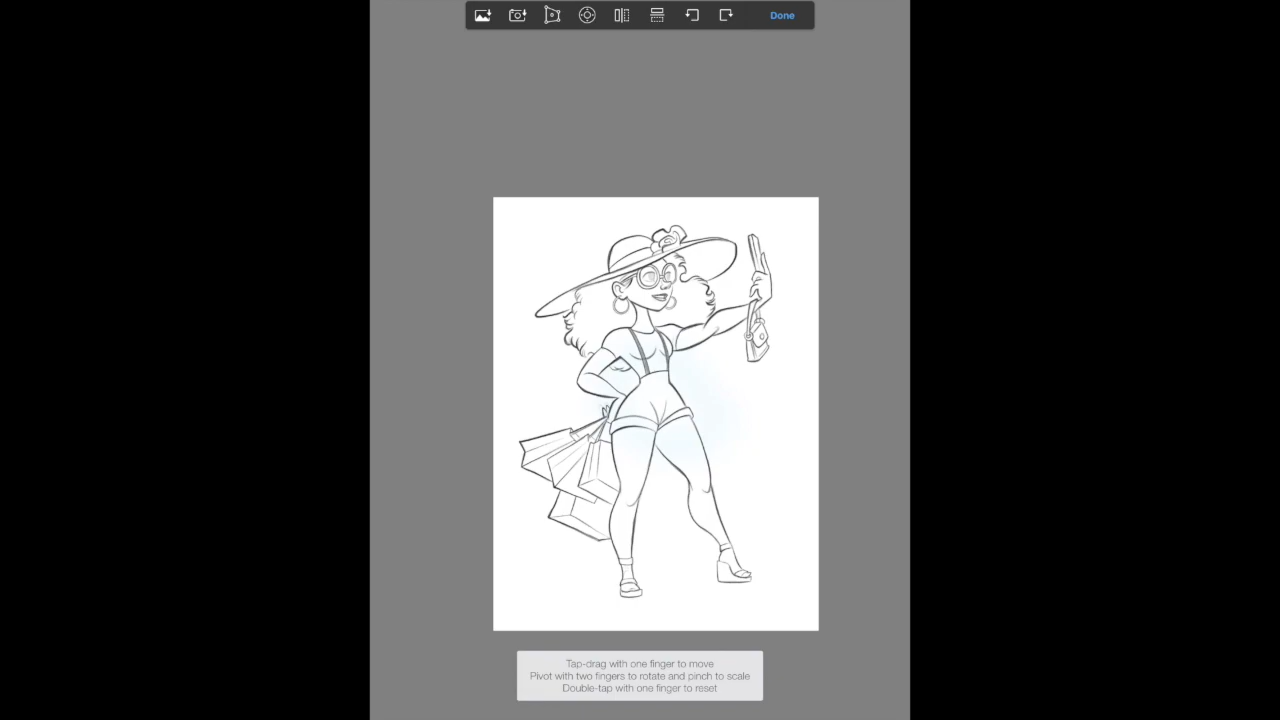 Done
Tap-drag with one finger to move
Pivot with two fingers to rotate and pinch to scale
Double-tap with one finger to reset